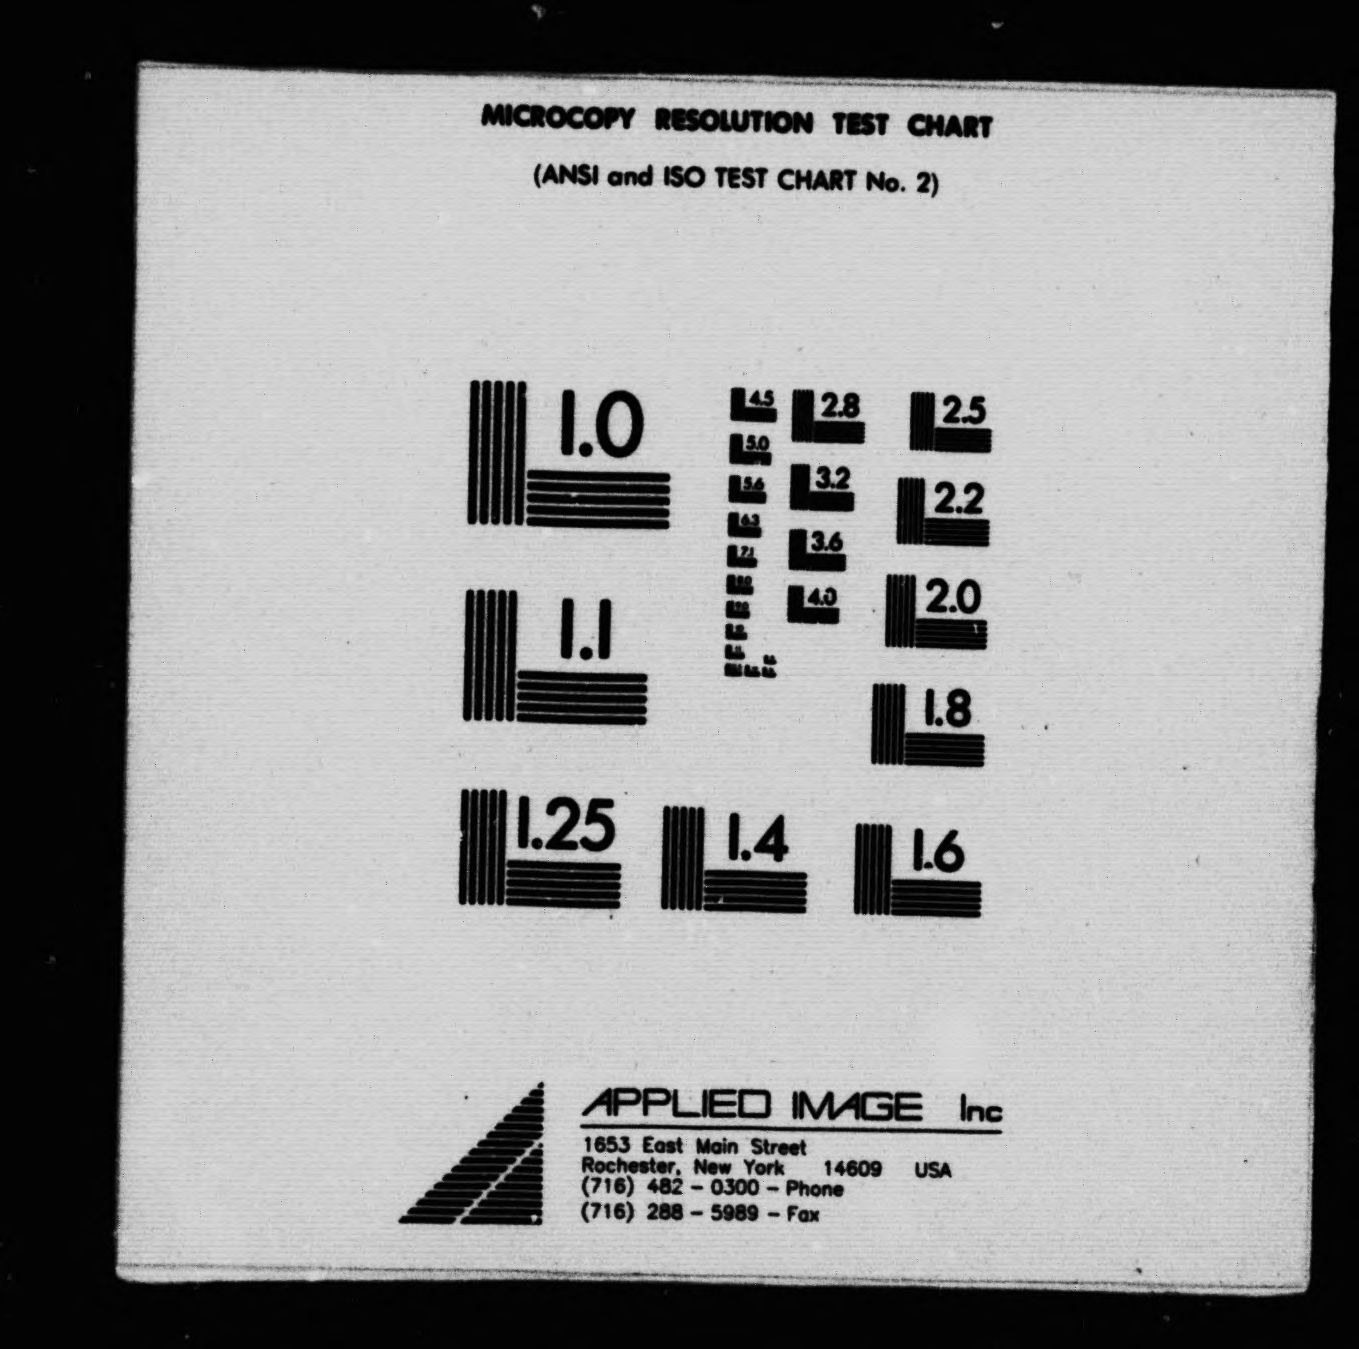 MICROCOPY RESOLUTION TEST CHART
(ANSI and ISO TEST CHART No. 2)
1.0
1.1
1.25
1.4
1.6
1.8
2.0
2.2
2.5
2.8
3.2
3.6
4.0
4.5
5.0
5.6
6.3
7.1
8.0
APPLIED IMAGE Inc
1653 East Main Street
Rochester, New York 14609 USA
(716) 482 - 0300 - Phone
(716) 288 - 5989 - Fax